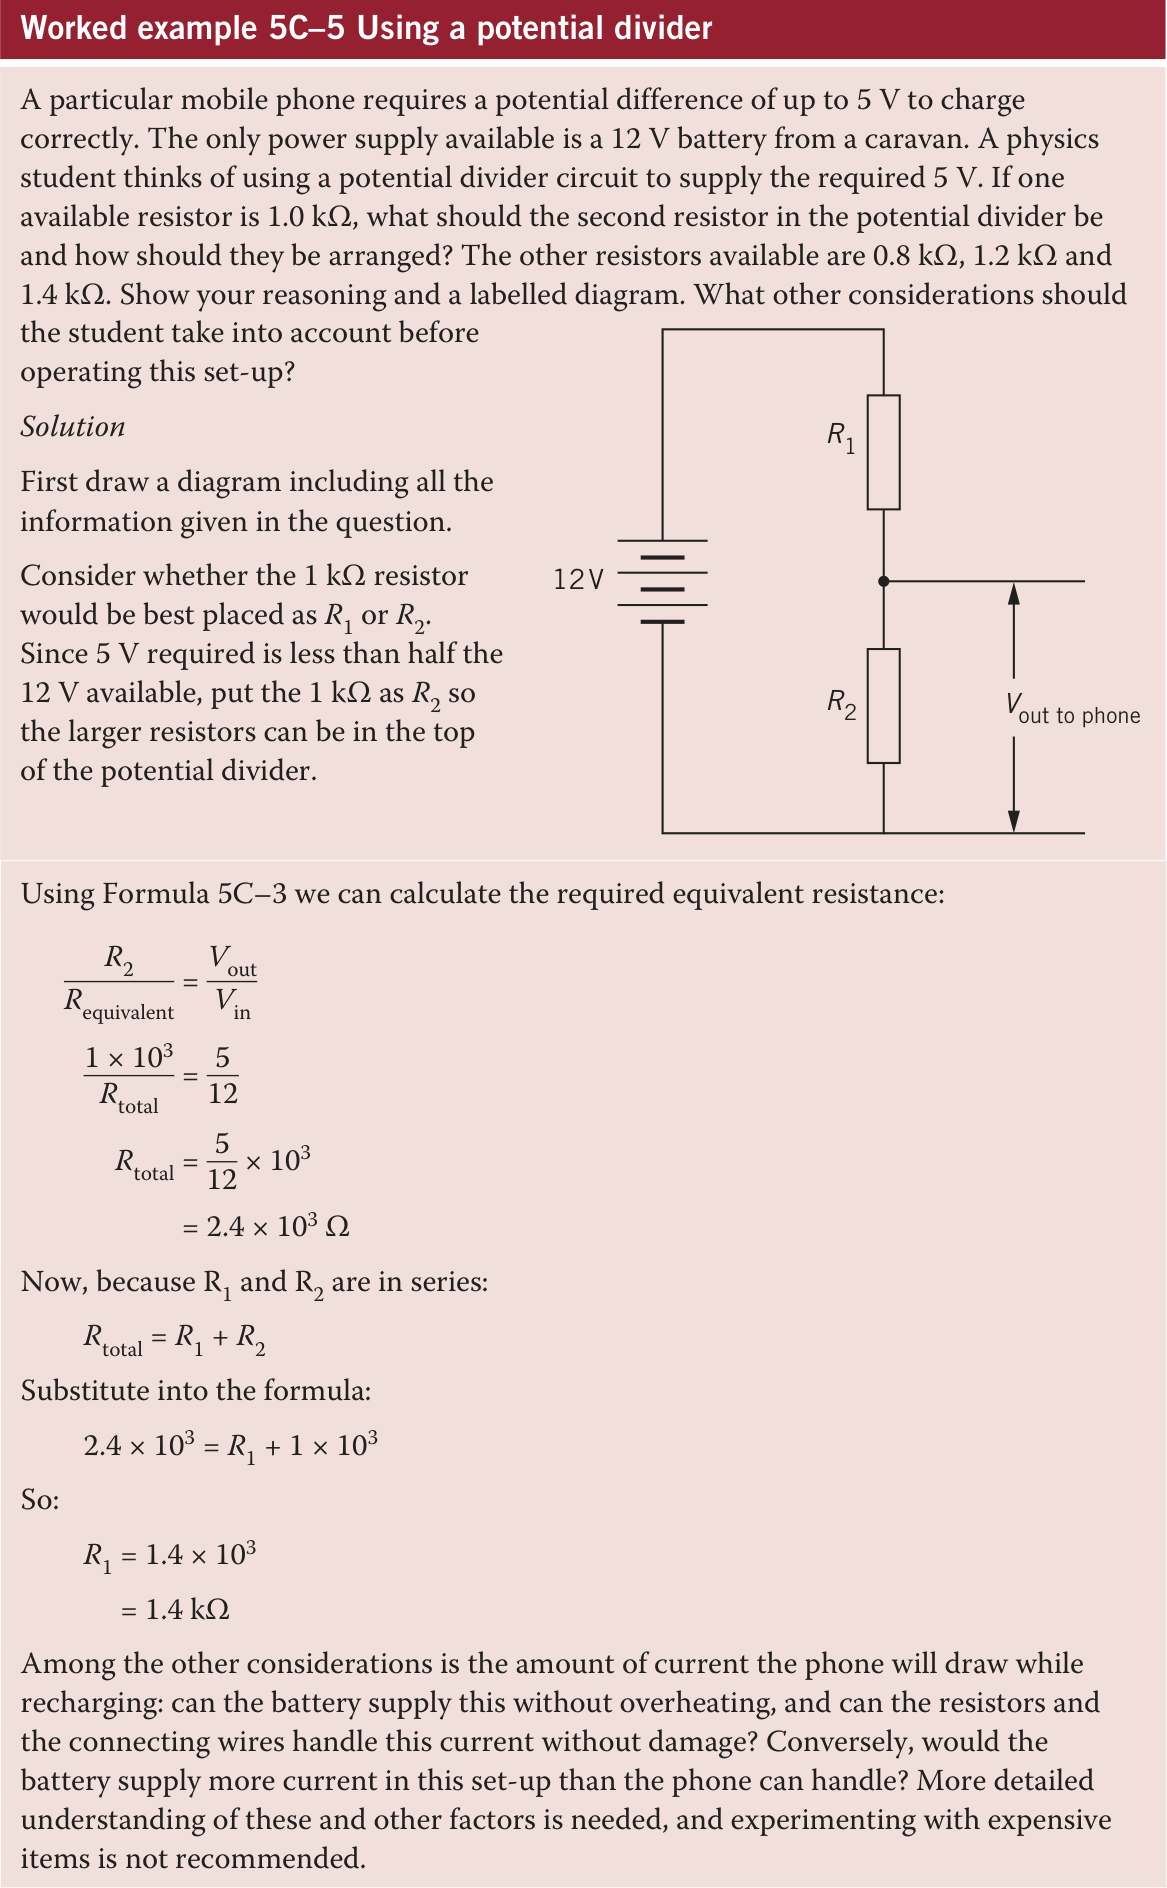 Worked example 5C–5 Using a potential divider
A particular mobile phone requires a potential difference of up to 5 V to charge
correctly. The only power supply available is a 12 V battery from a caravan. A physics
student thinks of using a potential divider circuit to supply the required 5 V. If one
available resistor is 1.0 kΩ, what should the second resistor in the potential divider be
and how should they be arranged? The other resistors available are 0.8 kΩ, 1.2 kΩ and
1.4 kΩ. Show your reasoning and a labelled diagram. What other considerations should
the student take into account before
operating this set-up?
Solution
First draw a diagram including all the
information given in the question.
Consider whether the 1 kΩ resistor
would be best placed as R₁ or R₂.
Since 5 V required is less than half the
12 V available, put the 1 kΩ as R₂ so
the larger resistors can be in the top
of the potential divider.
R₁
12 V
R₂
V out to phone
Using Formula 5C–3 we can calculate the required equivalent resistance:
R₂ / R equivalent = V out / V in
1 × 10³ / R total = 5 / 12
R total = 5 / 12 × 10³
= 2.4 × 10³ Ω
Now, because R₁ and R₂ are in series:
R total = R₁ + R₂
Substitute into the formula:
2.4 × 10³ = R₁ + 1 × 10³
So:
R₁ = 1.4 × 10³
= 1.4 kΩ
Among the other considerations is the amount of current the phone will draw while
recharging: can the battery supply this without overheating, and can the resistors and
the connecting wires handle this current without damage? Conversely, would the
battery supply more current in this set-up than the phone can handle? More detailed
understanding of these and other factors is needed, and experimenting with expensive
items is not recommended.